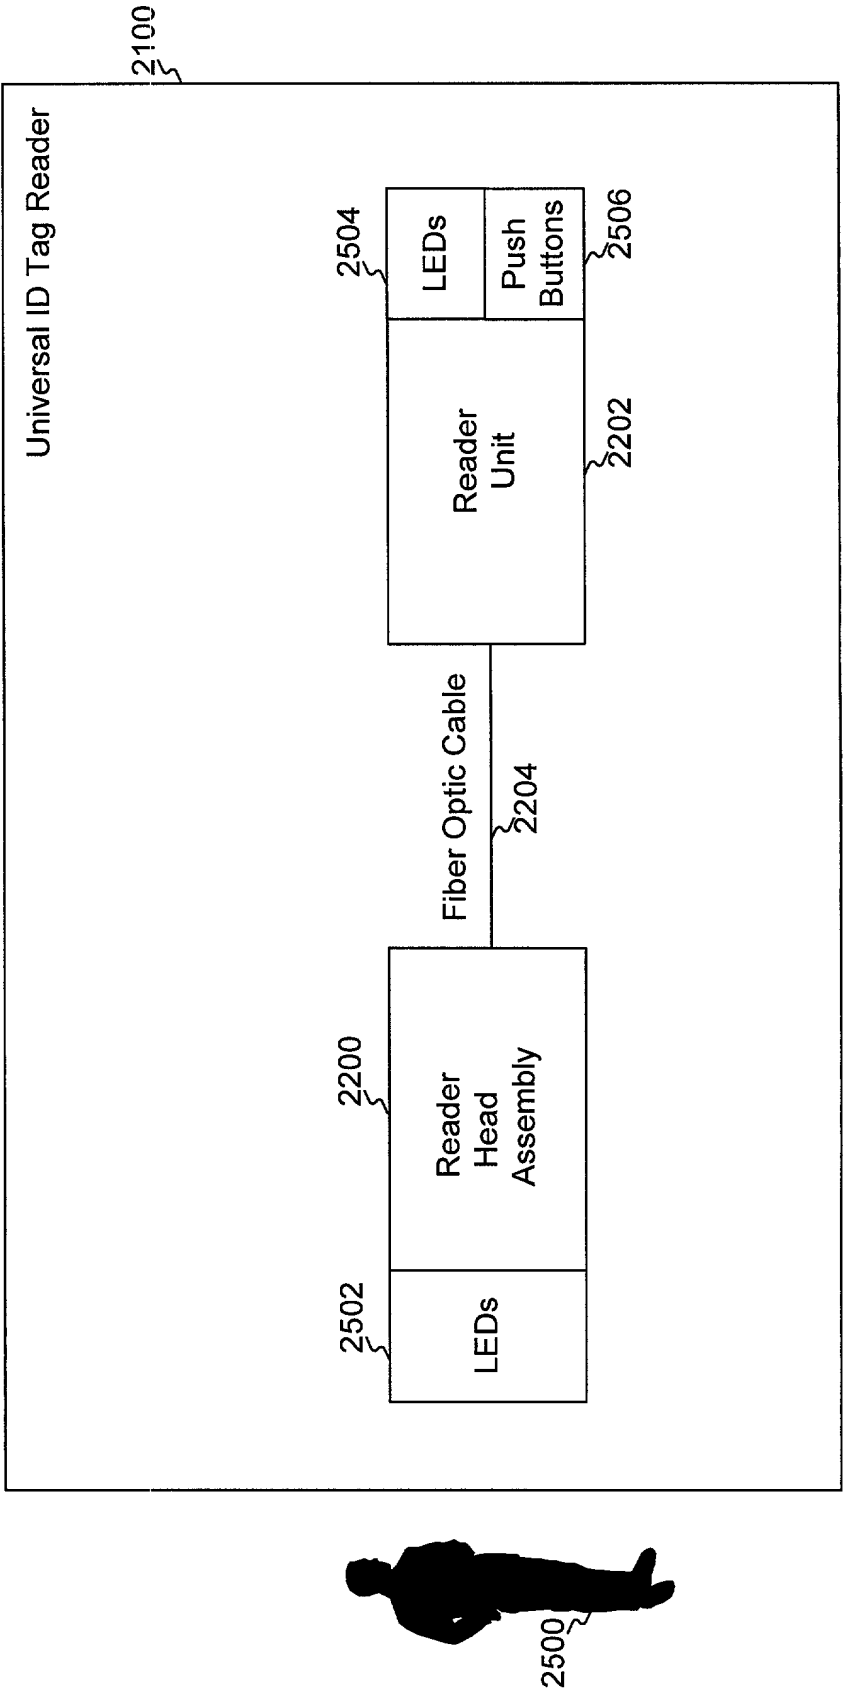 2100
Universal ID Tag Reader
2502
LEDs
2200
Reader
Head
Assembly
Fiber Optic Cable
2204
Reader
Unit
2202
2504
LEDs
Push
Buttons
2506
2500